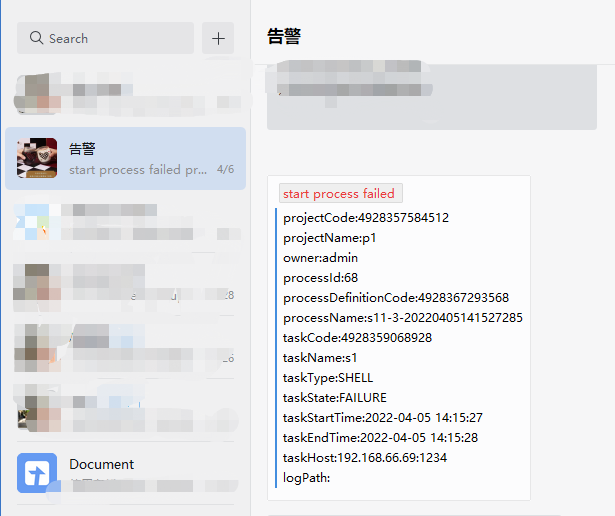 Search
告警
告警
start process failed pr...
4/6
28
26
Document
start process failed
projectCode:4928357584512
projectName:p1
owner:admin
processId:68
processDefinitionCode:4928367293568
processName:s11-3-20220405141527285
taskCode:4928359068928
taskName:s1
taskType:SHELL
taskState:FAILURE
taskStartTime:2022-04-05 14:15:27
taskEndTime:2022-04-05 14:15:28
taskHost:192.168.66.69:1234
logPath: